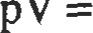 pv =